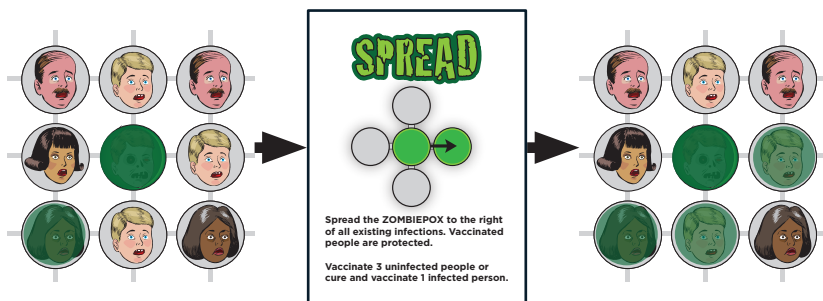 SPREAD
Spread the ZOMBIEPOX to the right
of all existing infections. Vaccinated
people are protected.
Vaccinate 3 uninfected people or
cure and vaccinate 1 infected person.